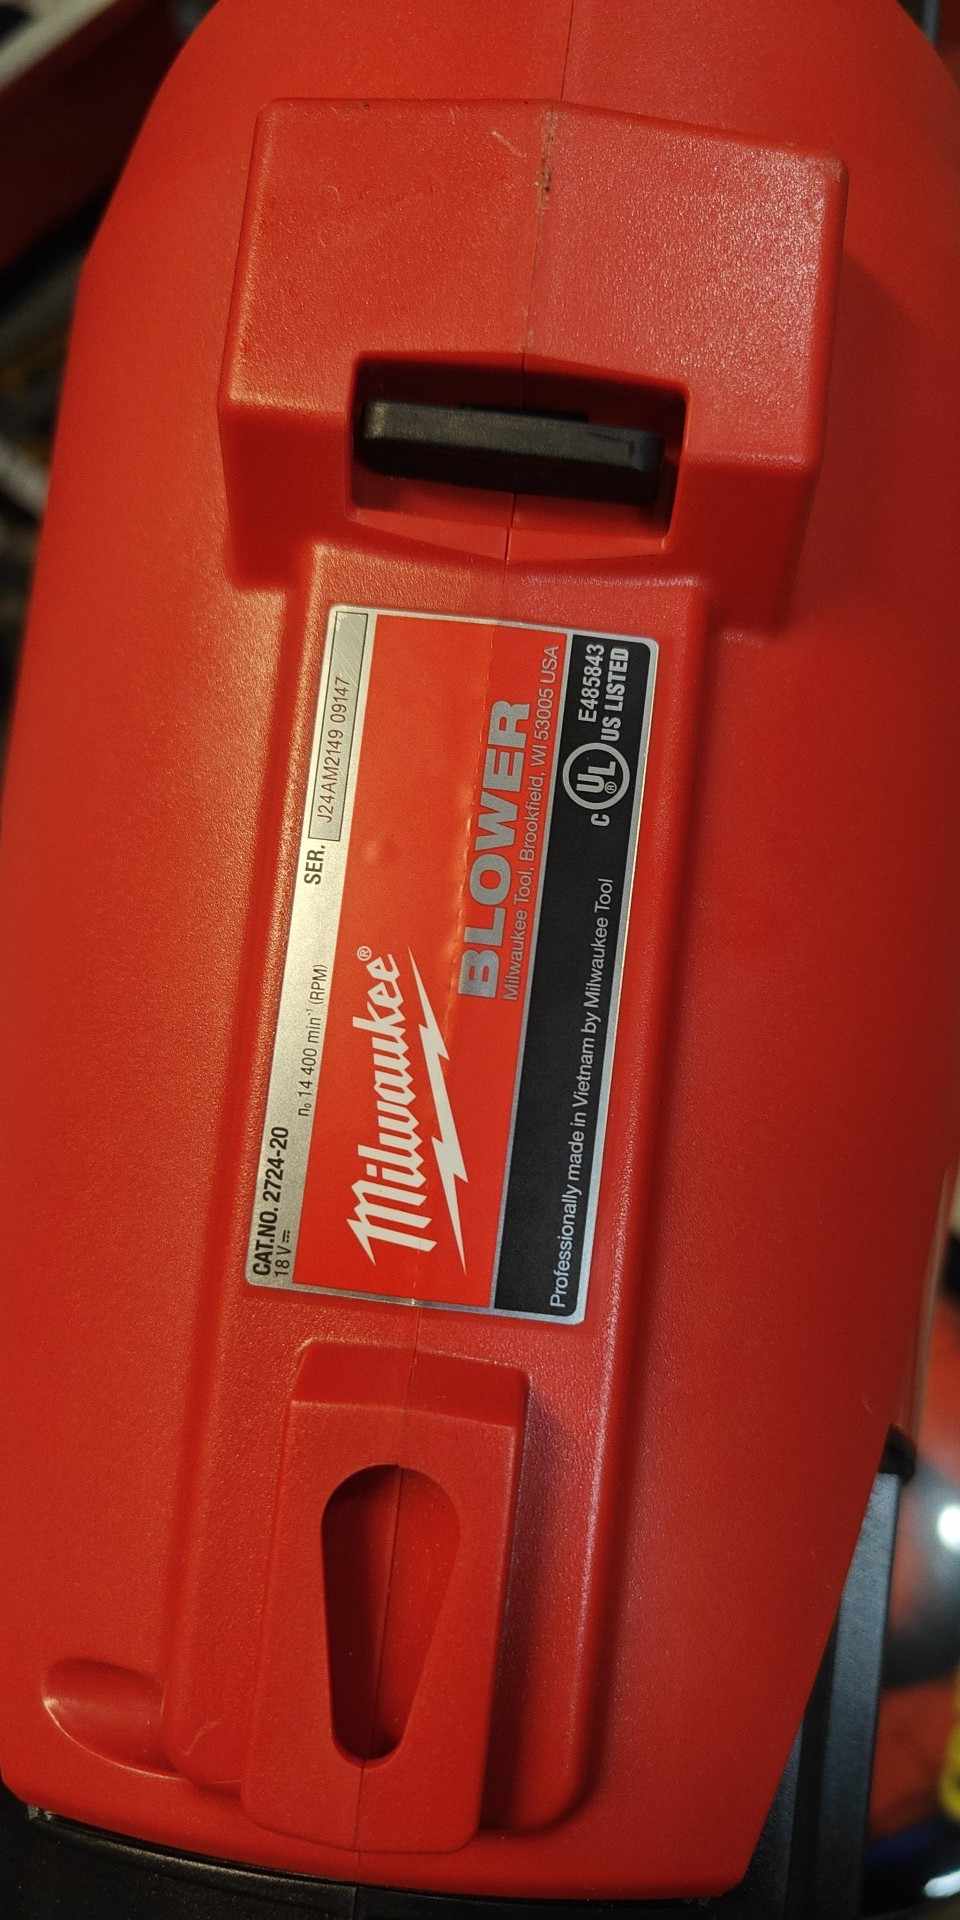 CAT.NO. 2724-20
18 V⎓ n₀ 14 400 min⁻¹ (RPM) SER. J24AM2149 09147
Milwaukee®
BLOWER
Milwaukee Tool, Brookfield, WI 53005 USA
Professionally made in Vietnam by Milwaukee Tool
E485843
C UL® US LISTED